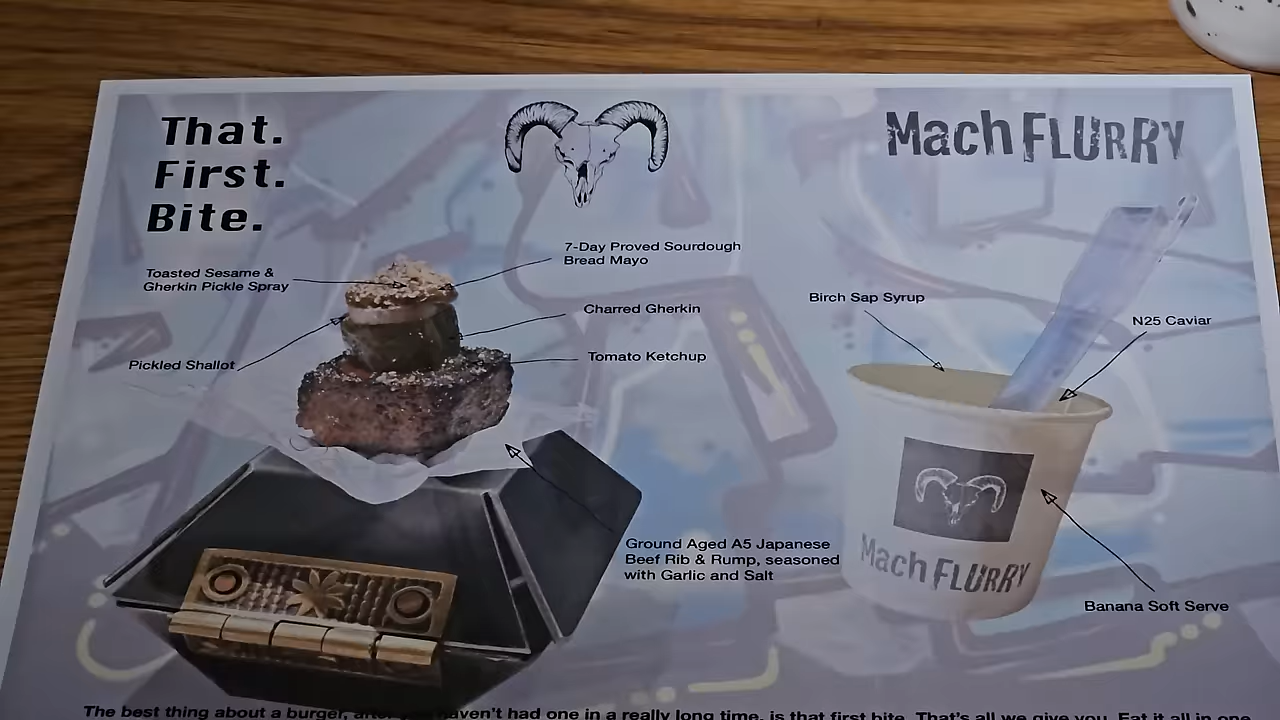 That.
First.
Bite.
Mach FLURRY
7-Day Proved Sourdough
Bread Mayo
Toasted Sesame &
Gherkin Pickle Spray
Charred Gherkin
Pickled Shallot
Tomato Ketchup
Ground Aged A5 Japanese
Beef Rib & Rump, seasoned
with Garlic and Salt
Birch Sap Syrup
N25 Caviar
Mach FLURRY
Banana Soft Serve
The best thing about a burger, after you haven't had one in a really long time, is that first bite. That's all we give you. Eat it all in one